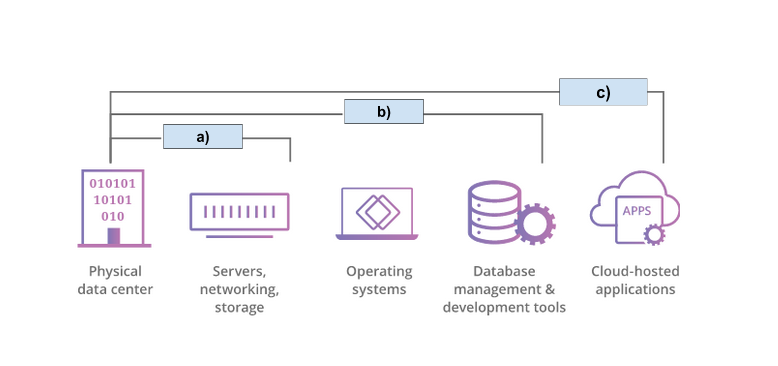 c)
b)
a)
010101
10101
010
APPS
Physical
data center
Servers,
networking,
storage
Operating
systems
Database
management &
development tools
Cloud-hosted
applications